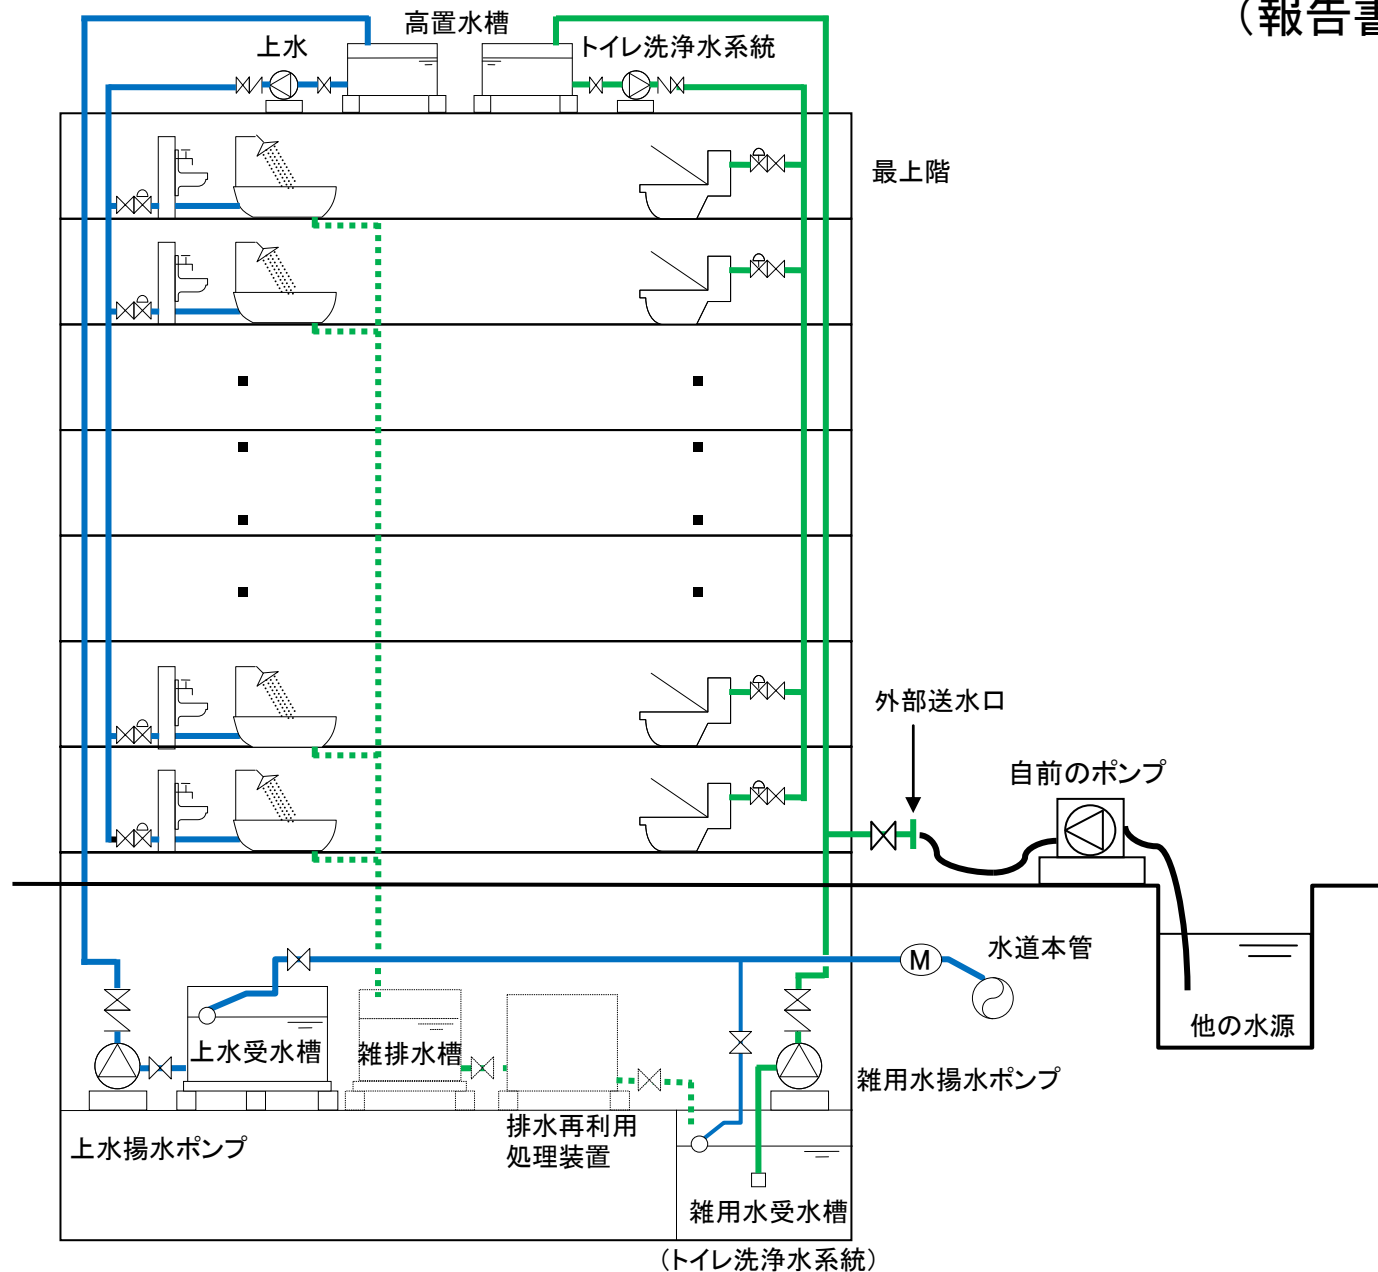 （報告書
高置水槽
上水
トイレ洗浄水系統
最上階
外部送水口
自前のポンプ
水道本管
M
他の水源
上水受水槽
雑排水槽
雑用水揚水ポンプ
上水揚水ポンプ
排水再利用
処理装置
雑用水受水槽
（トイレ洗浄水系統）